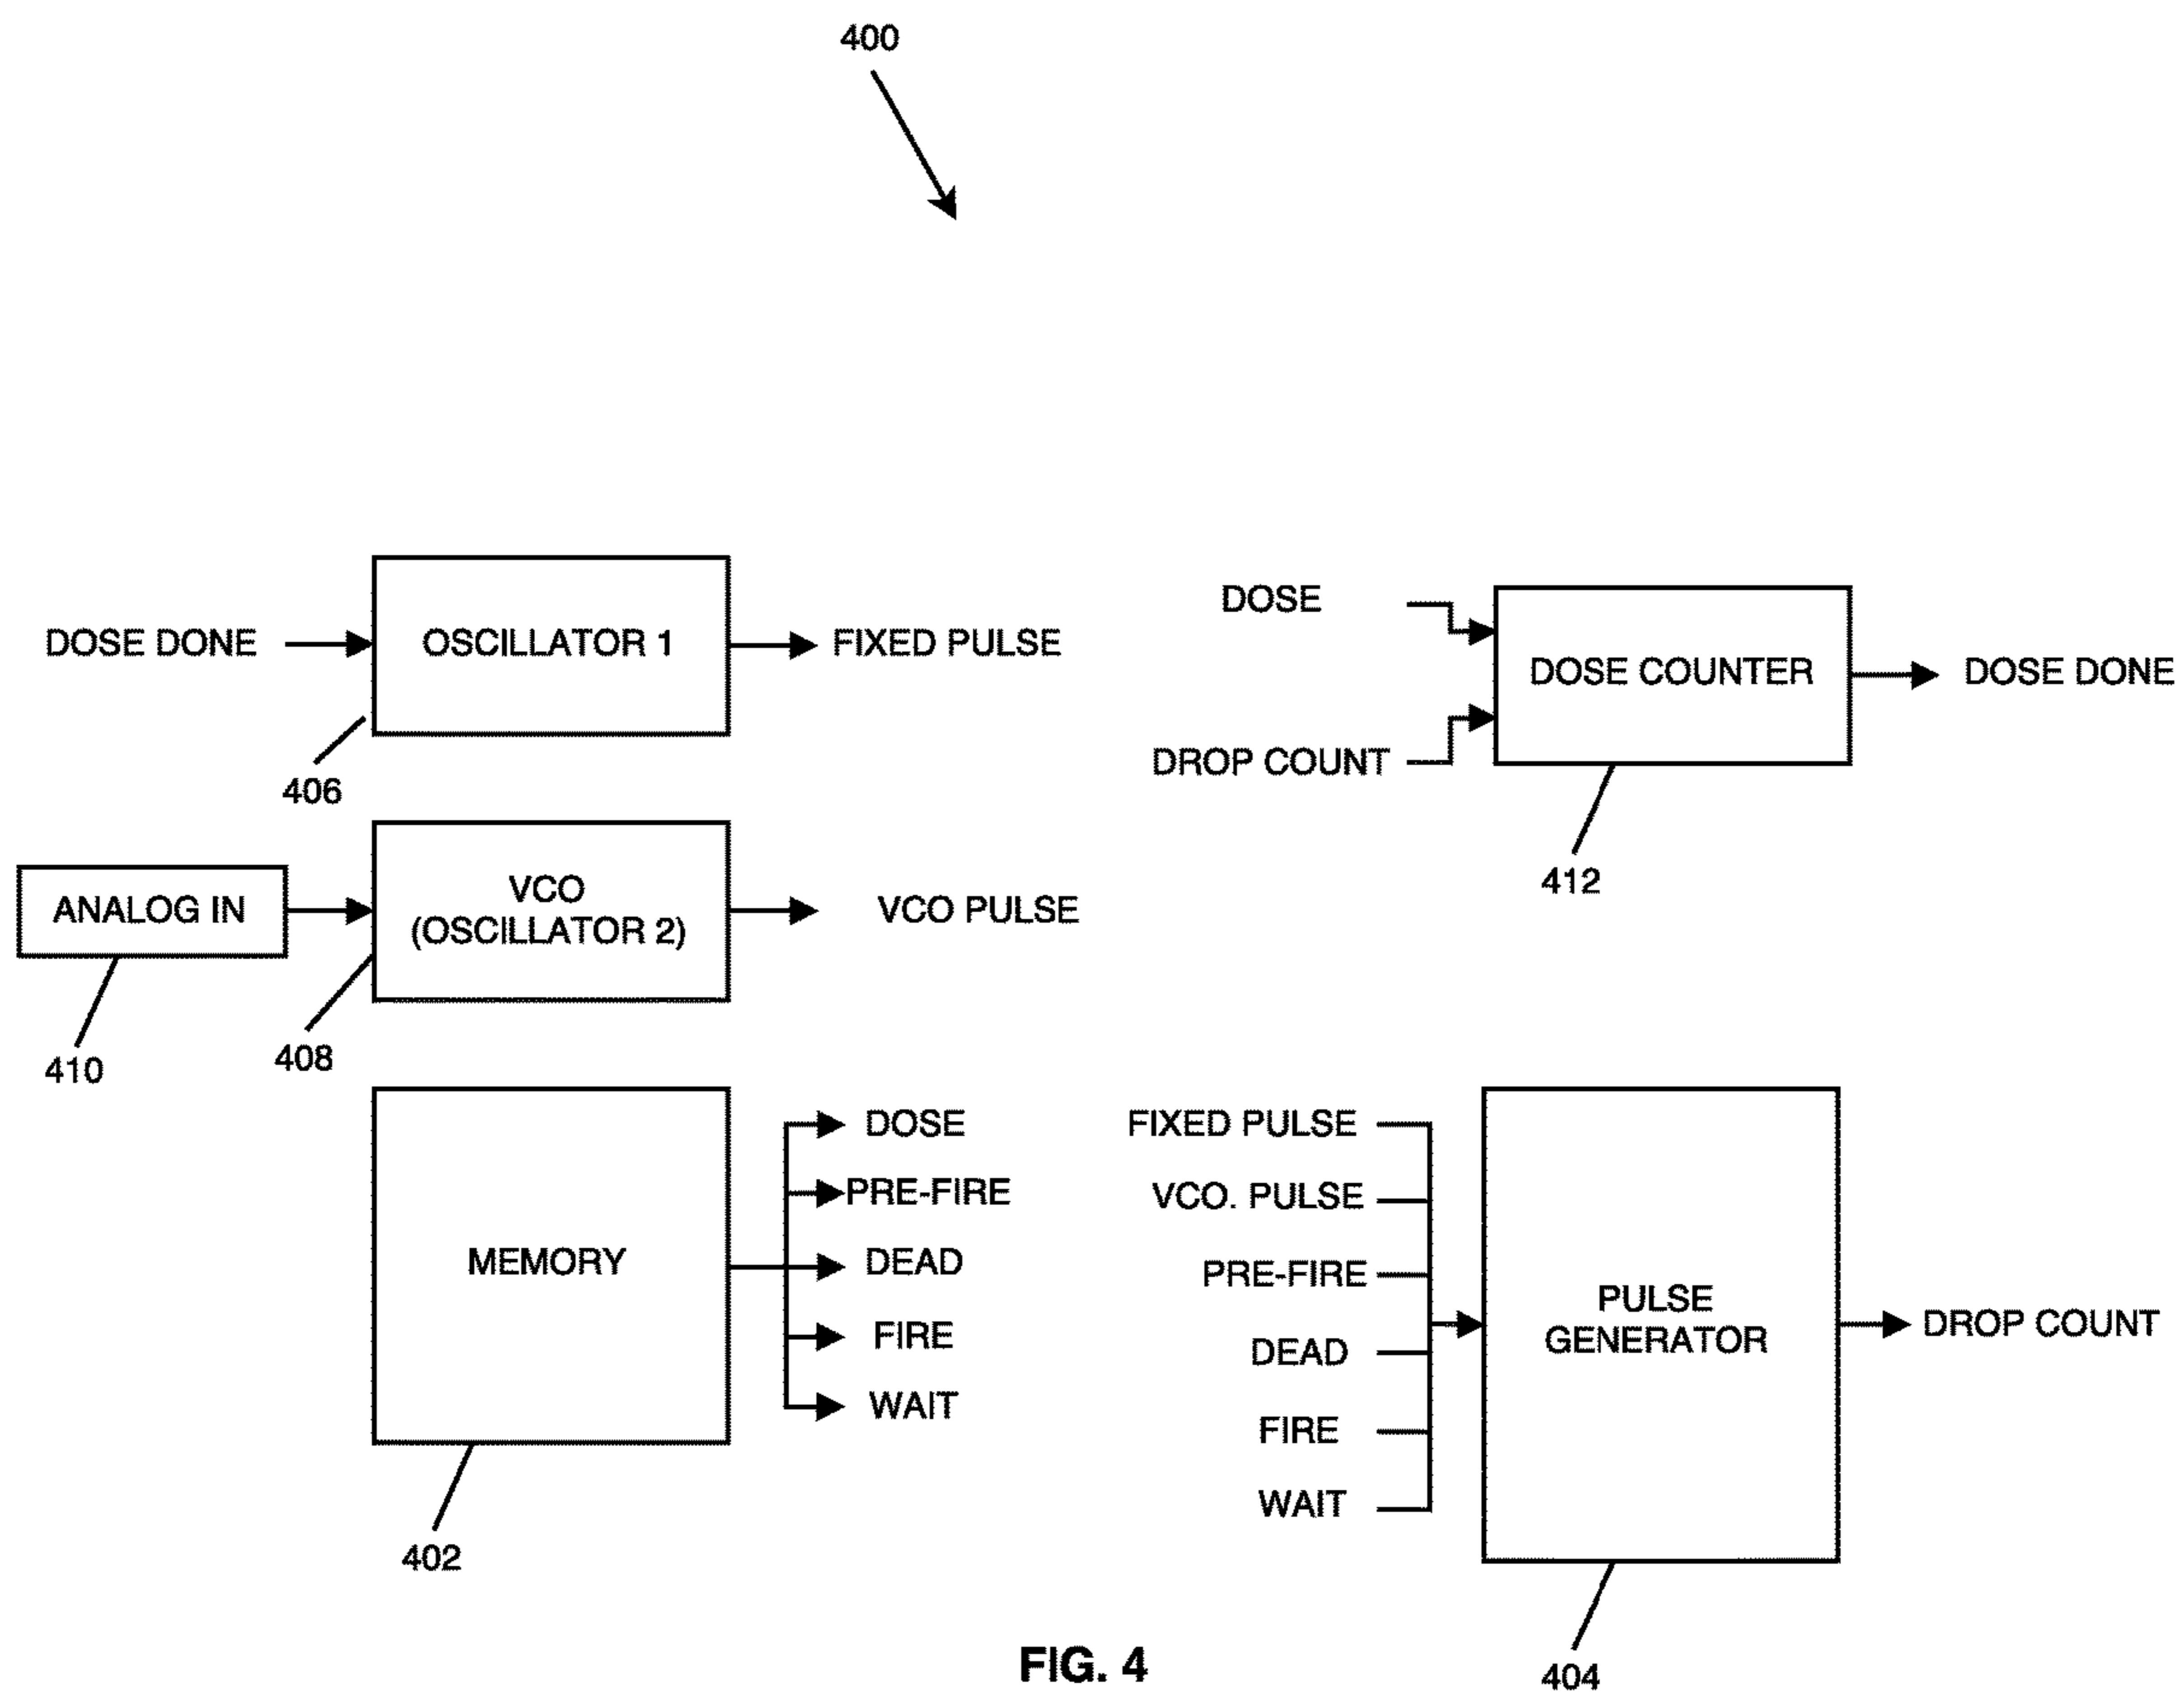 400
DOSE DONE
OSCILLATOR 1
FIXED PULSE
406
ANALOG IN
410
VCO
(OSCILLATOR 2)
VCO PULSE
408
MEMORY
DOSE
PRE-FIRE
DEAD
FIRE
WAIT
402
DOSE
DROP COUNT
DOSE COUNTER
DOSE DONE
412
FIXED PULSE
VCO. PULSE
PRE-FIRE
DEAD
FIRE
WAIT
PULSE
GENERATOR
DROP COUNT
404
FIG. 4